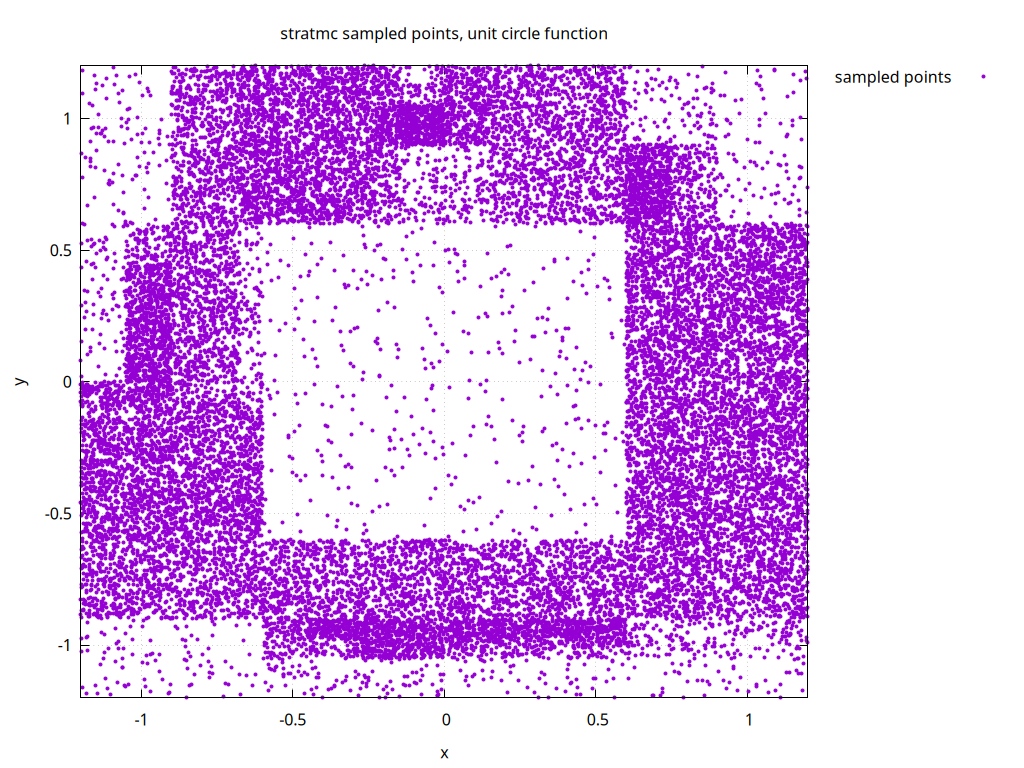 stratmc sampled points, unit circle function
sampled points
1
0.5
0
-0.5
-1
y
-1 -0.5 0 0.5 1
x